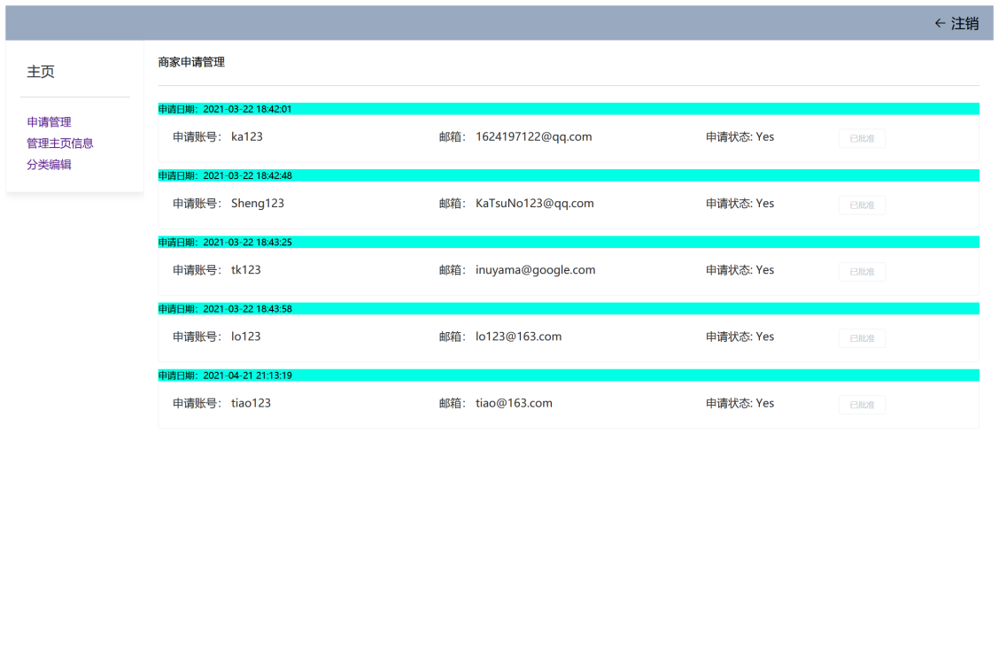 ← 注销
主页
申请管理
管理主页信息
分类编辑
商家申请管理
申请日期：2021-03-22 18:42:01
申请账号： ka123 邮箱： 1624197122@qq.com 申请状态: Yes 已批准
申请日期：2021-03-22 18:42:48
申请账号： Sheng123 邮箱： KaTsuNo123@qq.com 申请状态: Yes 已批准
申请日期：2021-03-22 18:43:25
申请账号： tk123 邮箱： inuyama@google.com 申请状态: Yes 已批准
申请日期：2021-03-22 18:43:58
申请账号： lo123 邮箱： lo123@163.com 申请状态: Yes 已批准
申请日期：2021-04-21 21:13:19
申请账号： tiao123 邮箱： tiao@163.com 申请状态: Yes 已批准